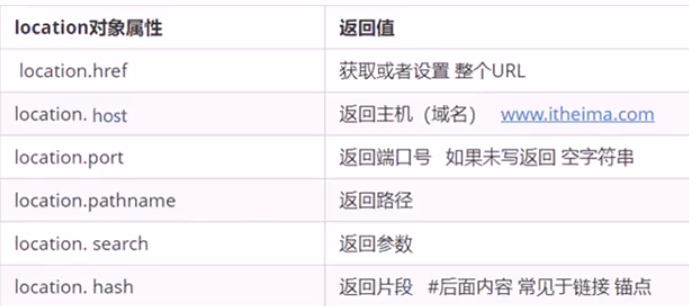 location对象属性 返回值
location.href 获取或者设置 整个URL
location. host 返回主机（域名） www.itheima.com
location.port 返回端口号 如果未写返回 空字符串
location.pathname 返回路径
location. search 返回参数
location. hash 返回片段 #后面内容 常见于链接 锚点